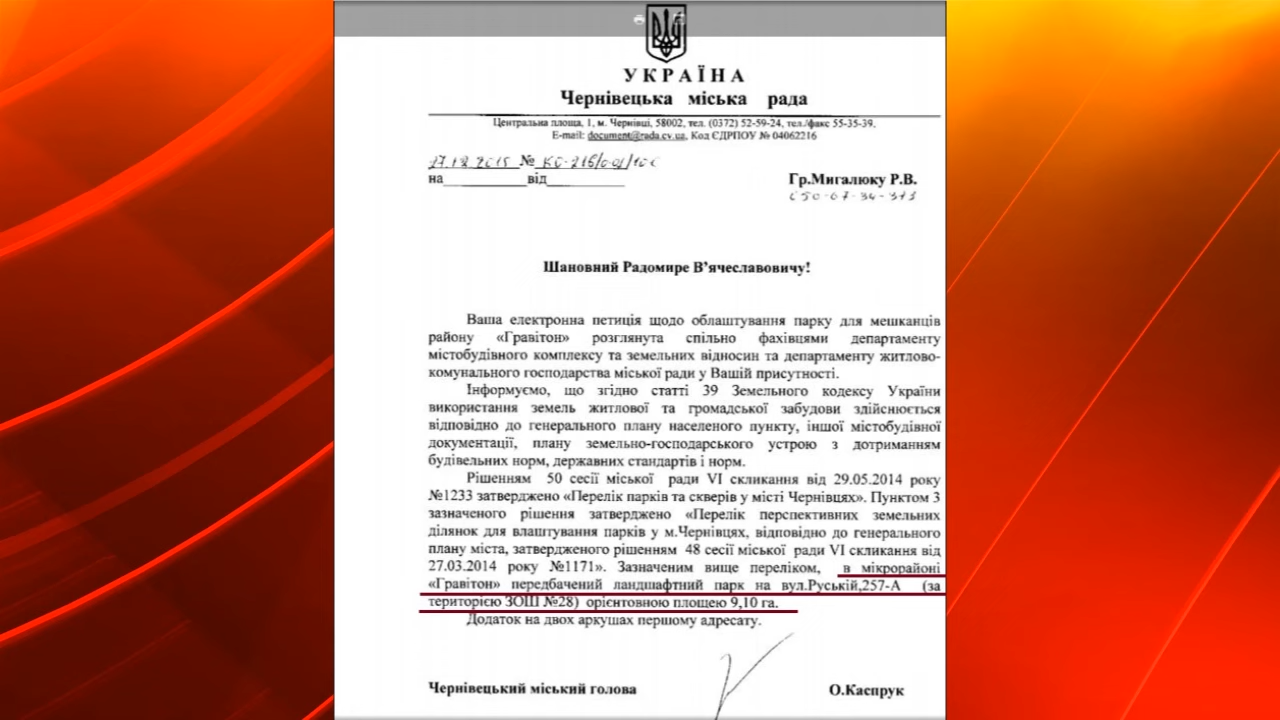 УКРАЇНА
Чернівецька міська рада
Центральна площа, 1, м. Чернівці, 58002, тел. (0372) 52-59-24, тел./факс 55-35-39,
E-mail: document@rada.cv.ua, Код ЄДРПОУ № 04062216
№
на____________від____________
Гр.Мигалюку Р.В.
Шановний Радомире В’ячеславовичу!
Ваша електронна петиція щодо облаштування парку для мешканців
району «Гравітон» розглянута спільно фахівцями департаменту
містобудівного комплексу та земельних відносин та департаменту житлово-
комунального господарства міської ради у Вашій присутності.
Інформуємо, що згідно статті 39 Земельного кодексу України
використання земель житлової та громадської забудови здійснюється
відповідно до генерального плану населеного пункту, іншої містобудівної
документації, плану земельно-господарського устрою з дотриманням
будівельних норм, державних стандартів і норм.
Рішенням 50 сесії міської ради VI скликання від 29.05.2014 року
№1233 затверджено «Перелік парків та скверів у місті Чернівцях». Пунктом 3
зазначеного рішення затверджено «Перелік перспективних земельних
ділянок для влаштування парків у м.Чернівцях, відповідно до генерального
плану міста, затвердженого рішенням 48 сесії міської ради VI скликання від
27.03.2014 року №1171». Зазначеним вище переліком, в мікрорайоні
«Гравітон» передбачений ландшафтний парк на вул.Руській,257-А (за
територією ЗОШ №28) орієнтовною площею 9,10 га.
Додаток на двох аркушах першому адресату.
Чернівецький міський голова
О.Каспрук